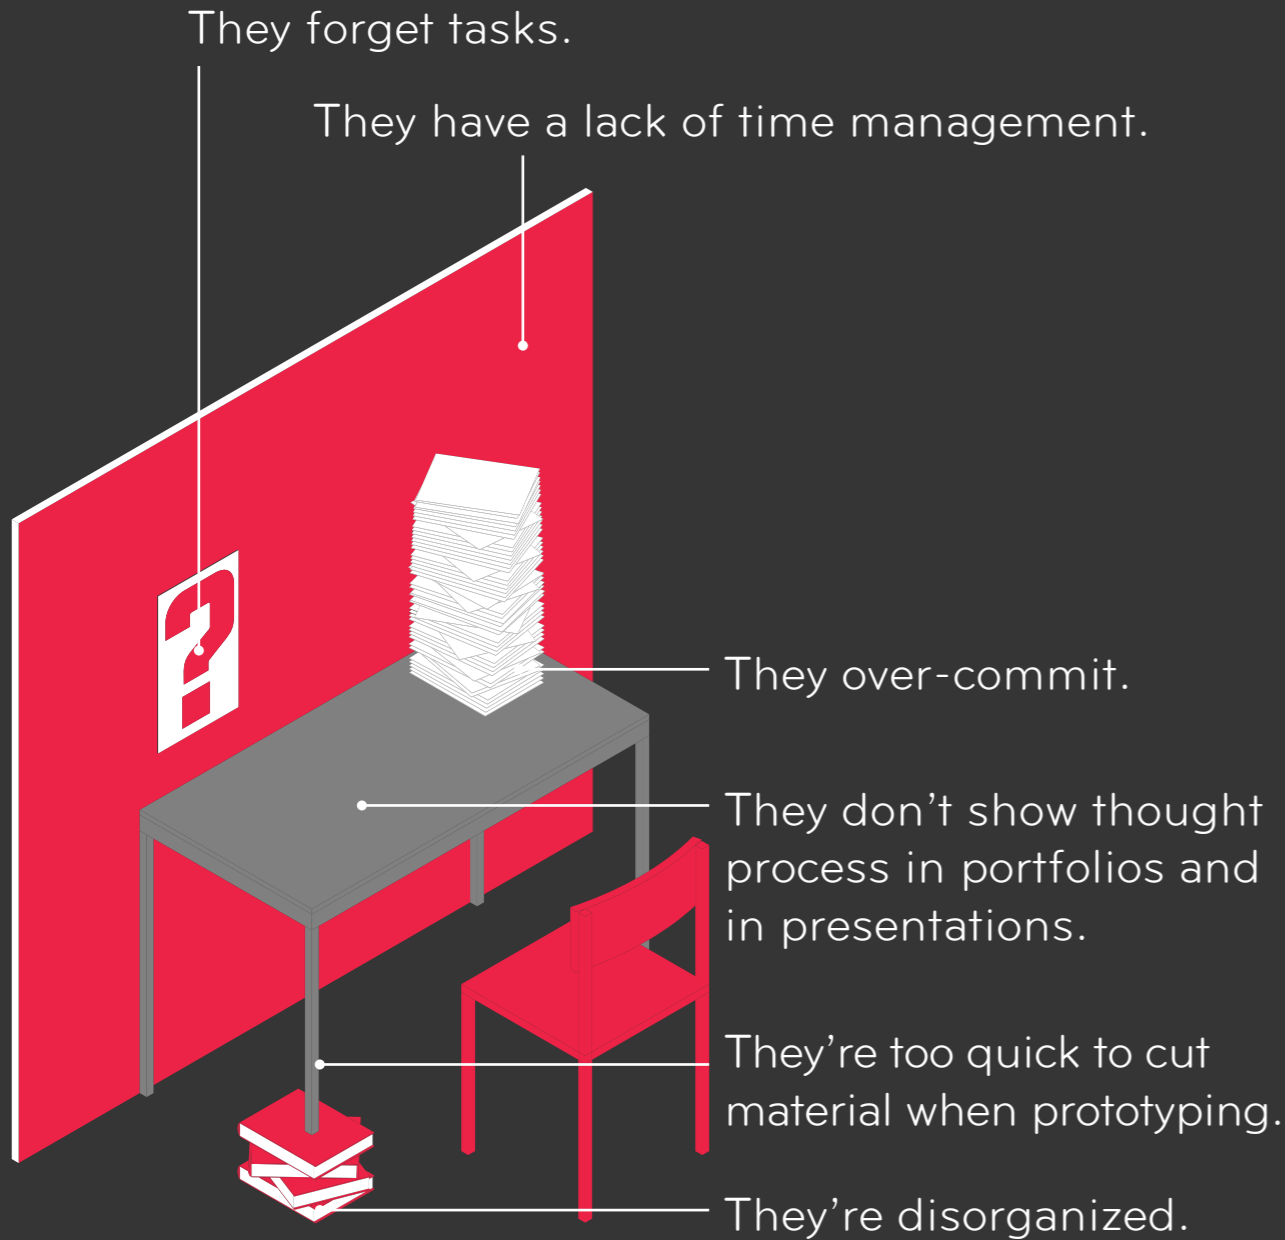 They forget tasks.
They have a lack of time management.
?
They over-commit.
They don’t show thought
process in portfolios and
in presentations.
They’re too quick to cut
material when prototyping.
They’re disorganized.